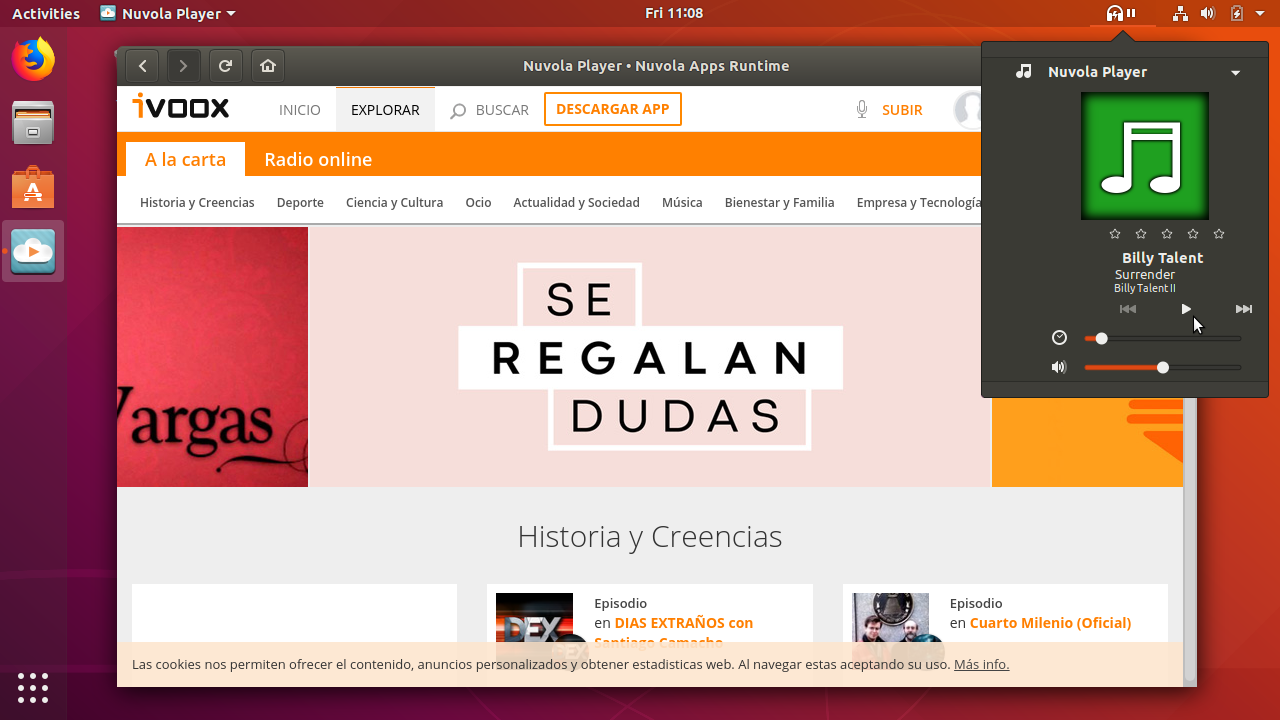 Activities Nuvola Player Fri 11:08
Nuvola Player • Nuvola Apps Runtime
ivoox INICIO EXPLORAR BUSCAR DESCARGAR APP SUBIR
A la carta Radio online
Historia y Creencias Deporte Ciencia y Cultura Ocio Actualidad y Sociedad Música Bienestar y Familia Empresa y Tecnología
Nuvola Player
Billy Talent
Surrender
Billy Talent II
Vargas
SE
REGALAN
DUDAS
Historia y Creencias
DEX
Episodio
en DIAS EXTRAÑOS con
Santiago Camacho
Episodio
en Cuarto Milenio (Oficial)
Las cookies nos permiten ofrecer el contenido, anuncios personalizados y obtener estadisticas web. Al navegar estas aceptando su uso. Más info.